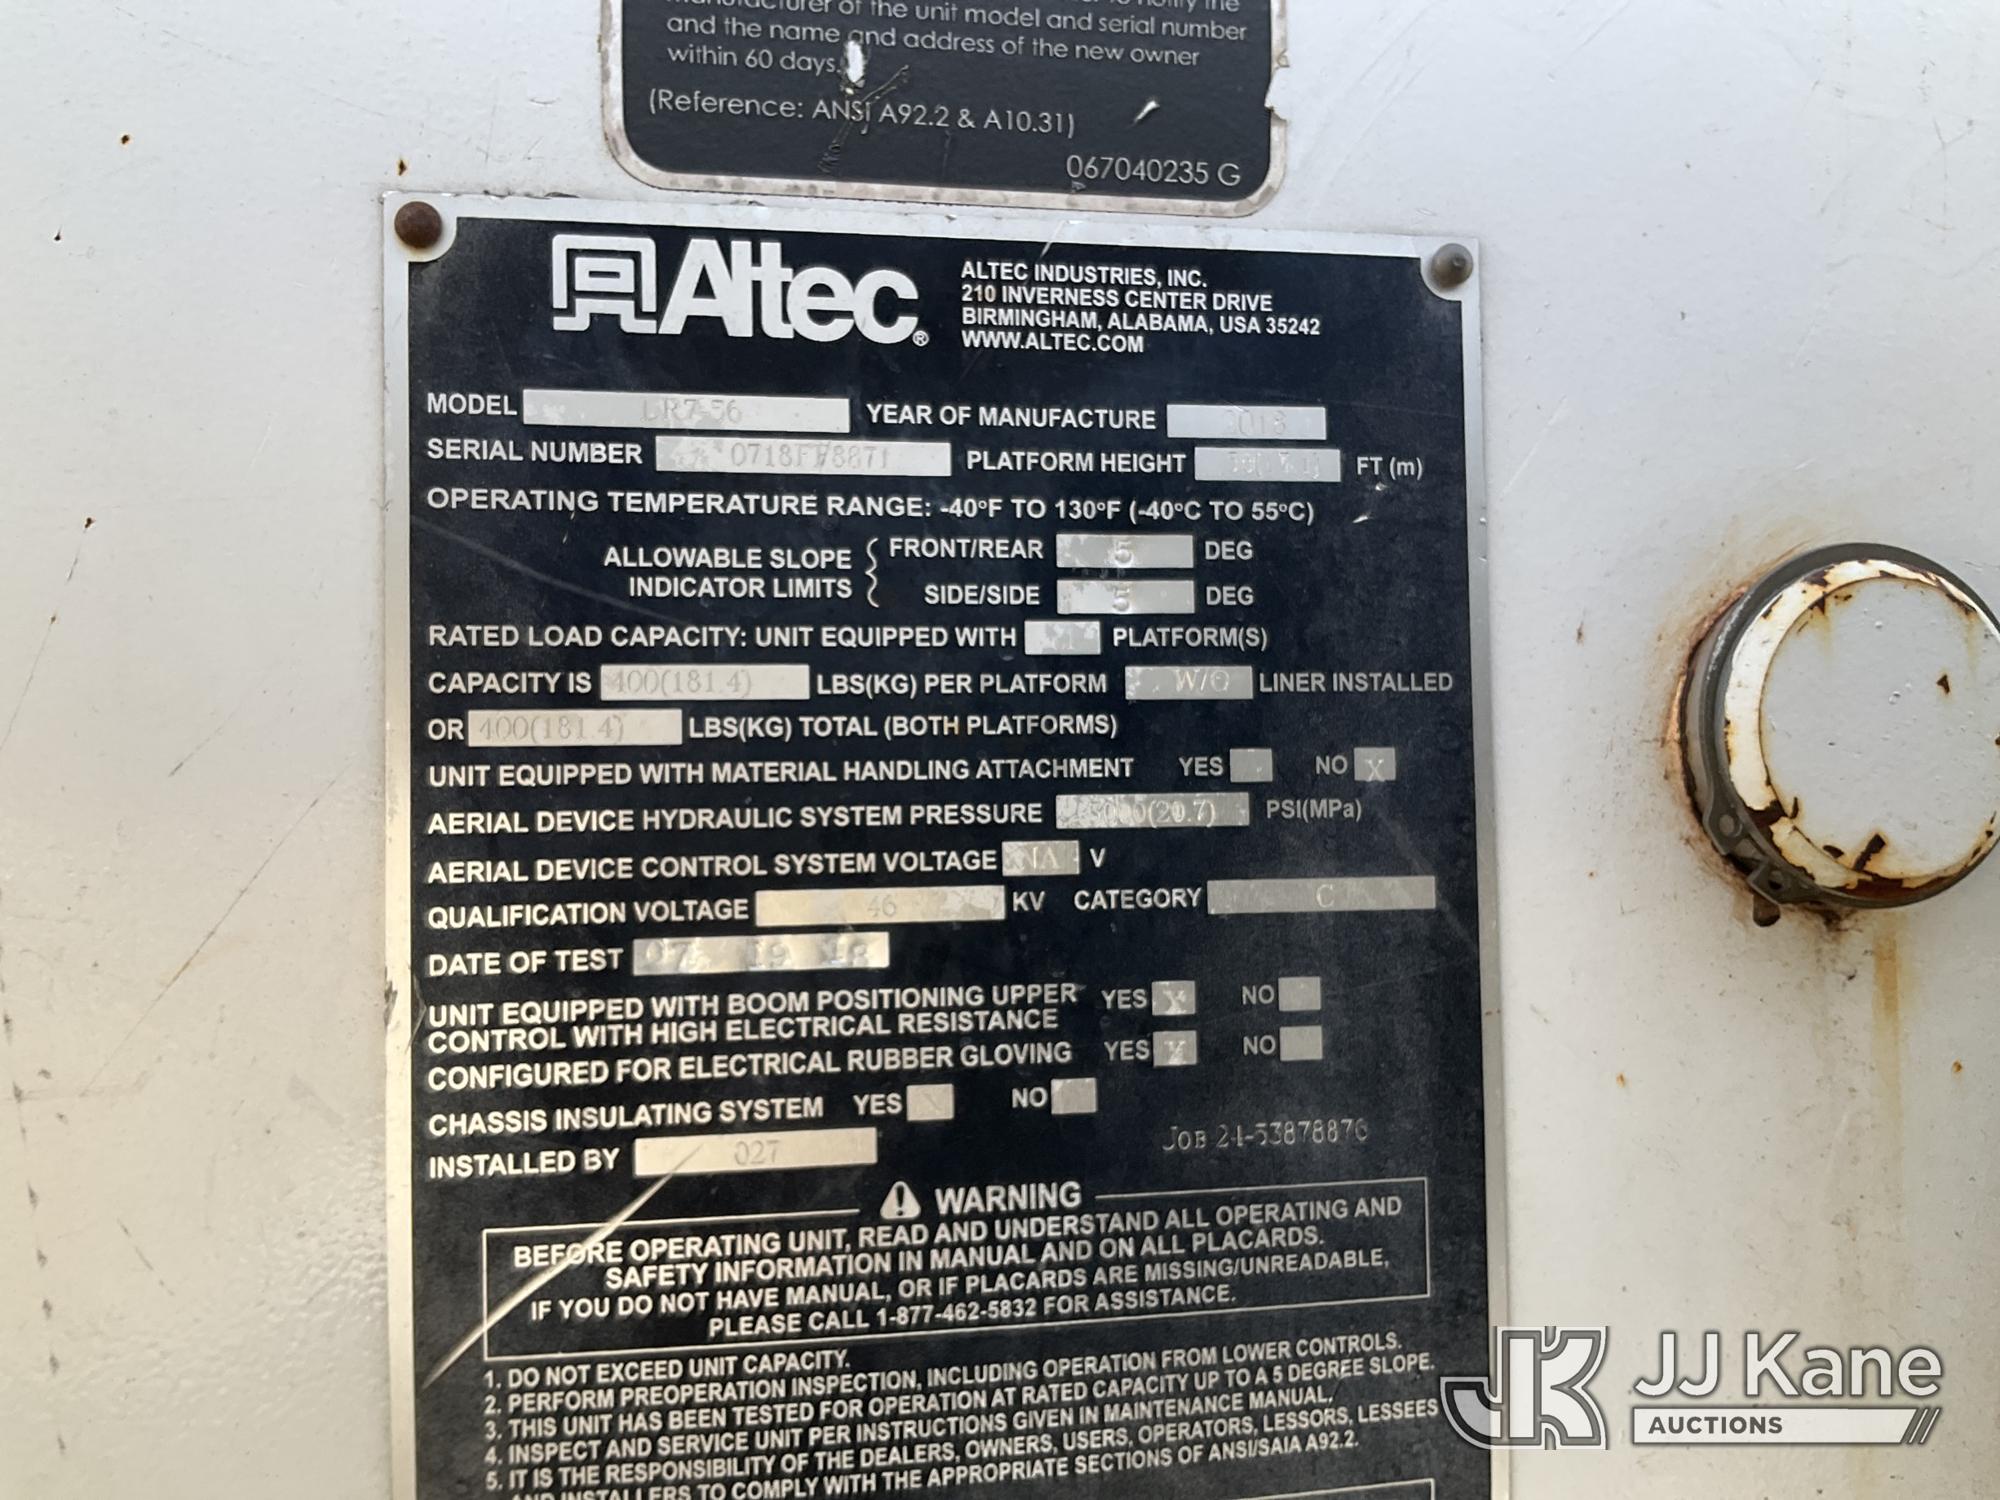 manufacturer of the unit model and serial number
and the name and address of the new owner
within 60 days.
(Reference: ANSI A92.2 & A10.31)
067040235 G
Altec®
ALTEC INDUSTRIES, INC.
210 INVERNESS CENTER DRIVE
BIRMINGHAM, ALABAMA, USA 35242
WWW.ALTEC.COM
MODEL YEAR OF MANUFACTURE 2018
SERIAL NUMBER PLATFORM HEIGHT FT (m)
OPERATING TEMPERATURE RANGE: -40°F TO 130°F (-40°C TO 55°C)
ALLOWABLE SLOPE INDICATOR LIMITS { FRONT/REAR 5 DEG
SIDE/SIDE 5 DEG
RATED LOAD CAPACITY: UNIT EQUIPPED WITH PLATFORM(S)
CAPACITY IS 400(181.4) LBS(KG) PER PLATFORM W/O LINER INSTALLED
OR 400(181.4) LBS(KG) TOTAL (BOTH PLATFORMS)
UNIT EQUIPPED WITH MATERIAL HANDLING ATTACHMENT YES NO X
AERIAL DEVICE HYDRAULIC SYSTEM PRESSURE 3000(20.7) PSI(MPa)
AERIAL DEVICE CONTROL SYSTEM VOLTAGE NA V
QUALIFICATION VOLTAGE 46 KV CATEGORY C
DATE OF TEST 07 19 18
UNIT EQUIPPED WITH BOOM POSITIONING UPPER YES X NO
CONTROL WITH HIGH ELECTRICAL RESISTANCE
CONFIGURED FOR ELECTRICAL RUBBER GLOVING YES X NO
CHASSIS INSULATING SYSTEM YES X NO
INSTALLED BY 027
JOB
WARNING
BEFORE OPERATING UNIT, READ AND UNDERSTAND ALL OPERATING AND
SAFETY INFORMATION IN MANUAL AND ON ALL PLACARDS.
IF YOU DO NOT HAVE MANUAL, OR IF PLACARDS ARE MISSING/UNREADABLE,
PLEASE CALL 1-877-462-5832 FOR ASSISTANCE.
1. DO NOT EXCEED UNIT CAPACITY.
2. PERFORM PREOPERATION INSPECTION, INCLUDING OPERATION FROM LOWER CONTROLS.
3. THIS UNIT HAS BEEN TESTED FOR OPERATION AT RATED CAPACITY UP TO A 5 DEGREE SLOPE.
4. INSPECT AND SERVICE UNIT PER INSTRUCTIONS GIVEN IN MAINTENANCE MANUAL.
5. IT IS THE RESPONSIBILITY OF THE DEALERS, OWNERS, USERS, OPERATORS, LESSORS, LESSEES
AND INSTALLERS TO COMPLY WITH THE APPROPRIATE SECTIONS OF ANSI/SAIA A92.2.
JK JJ Kane
AUCTIONS